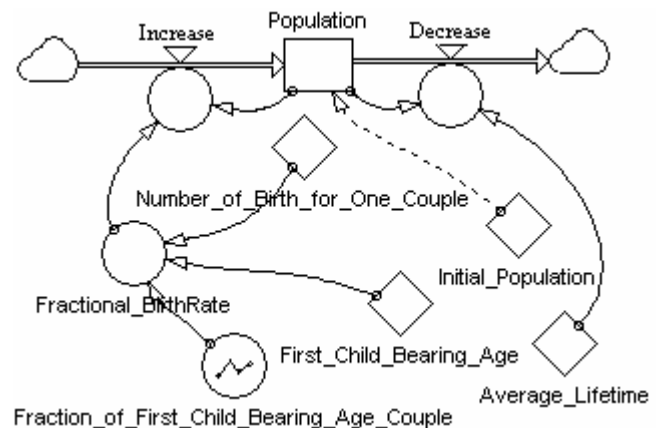 Population
Increase
Decrease
Number_of_Birth_for_One_Couple
Initial_Population
Fractional_BirthRate
First_Child_Bearing_Age
Average_Lifetime
Fraction_of_First_Child_Bearing_Age_Couple